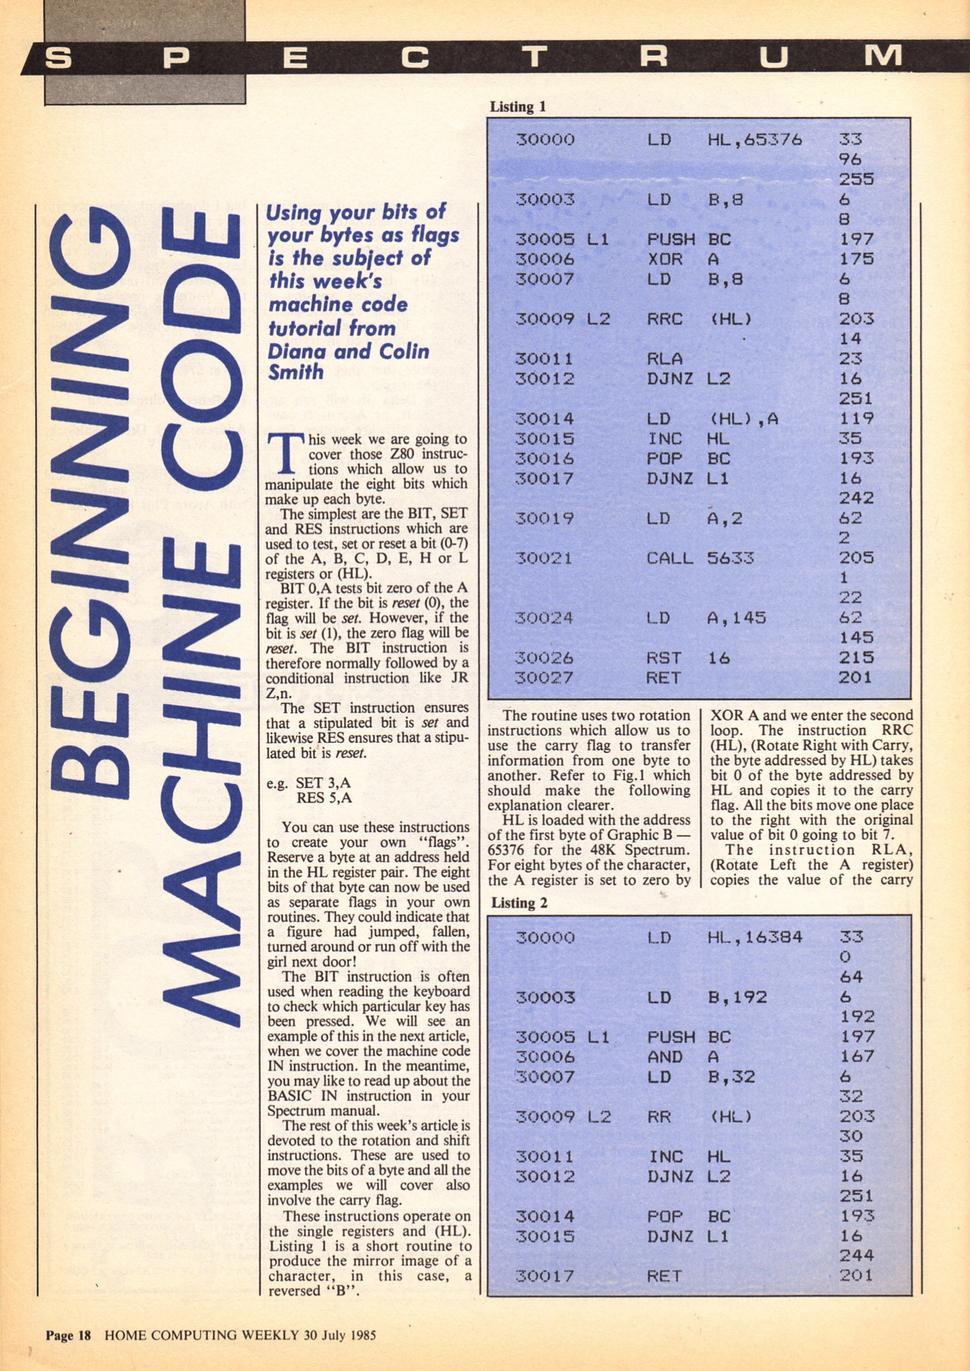 SPECTRUM
BEGINNING
MACHINE CODE
Using your bits of
your bytes as flags
is the subject of
this week's
machine code
tutorial from
Diana and Colin
Smith
This week we are going to
cover those Z80 instruc-
tions which allow us to
manipulate the eight bits which
make up each byte.
The simplest are the BIT, SET
and RES instructions which are
used to test, set or reset a bit (0-7)
of the A, B, C, D, E, H or L
registers or (HL).
BIT 0,A tests bit zero of the A
register. If the bit is reset (0), the
flag will be set. However, if the
bit is set (1), the zero flag will be
reset. The BIT instruction is
therefore normally followed by a
conditional instruction like JR
Z,n.
The SET instruction ensures
that a stipulated bit is set and
likewise RES ensures that a stipu-
lated bit is reset.
e.g. SET 3,A
RES 5,A
You can use these instructions
to create your own "flags".
Reserve a byte at an address held
in the HL register pair. The eight
bits of that byte can now be used
as separate flags in your own
routines. They could indicate that
a figure had jumped, fallen,
turned around or run off with the
girl next door!
The BIT instruction is often
used when reading the keyboard
to check which particular key has
been pressed. We will see an
example of this in the next article,
when we cover the machine code
IN instruction. In the meantime,
you may like to read up about the
BASIC IN instruction in your
Spectrum manual.
The rest of this week's article is
devoted to the rotation and shift
instructions. These are used to
move the bits of a byte and all the
examples we will cover also
involve the carry flag.
These instructions operate on
the single registers and (HL).
Listing 1 is a short routine to
produce the mirror image of a
character, in this case, a
reversed "B".
Listing 1
30000 LD HL,65376 33
96
255
30003 LD B,8 6
8
30005 L1 PUSH BC 197
30006 XOR A 175
30007 LD B,8 6
8
30009 L2 RRC (HL) 203
14
30011 RLA 23
30012 DJNZ L2 16
251
30014 LD (HL),A 119
30015 INC HL 35
30016 POP BC 193
30017 DJNZ L1 16
242
30019 LD A,2 62
2
30021 CALL 5633 205
1
22
30024 LD A,145 62
145
30026 RST 16 215
30027 RET 201
The routine uses two rotation
instructions which allow us to
use the carry flag to transfer
information from one byte to
another. Refer to Fig.1 which
should make the following
explanation clearer.
HL is loaded with the address
of the first byte of Graphic B —
65376 for the 48K Spectrum.
For eight bytes of the character,
the A register is set to zero by
XOR A and we enter the second
loop. The instruction RRC
(HL), (Rotate Right with Carry,
the byte addressed by HL) takes
bit 0 of the byte addressed by
HL and copies it to the carry
flag. All the bits move one place
to the right with the original
value of bit 0 going to bit 7.
The instruction RLA,
(Rotate Left the A register)
copies the value of the carry
Listing 2
30000 LD HL,16384 33
0
64
30003 LD B,192 6
192
30005 L1 PUSH BC 197
30006 AND A 167
30007 LD B,32 6
32
30009 L2 RR (HL) 203
30
30011 INC HL 35
30012 DJNZ L2 16
251
30014 POP BC 193
30015 DJNZ L1 16
244
30017 RET 201
Page 18 HOME COMPUTING WEEKLY 30 July 1985